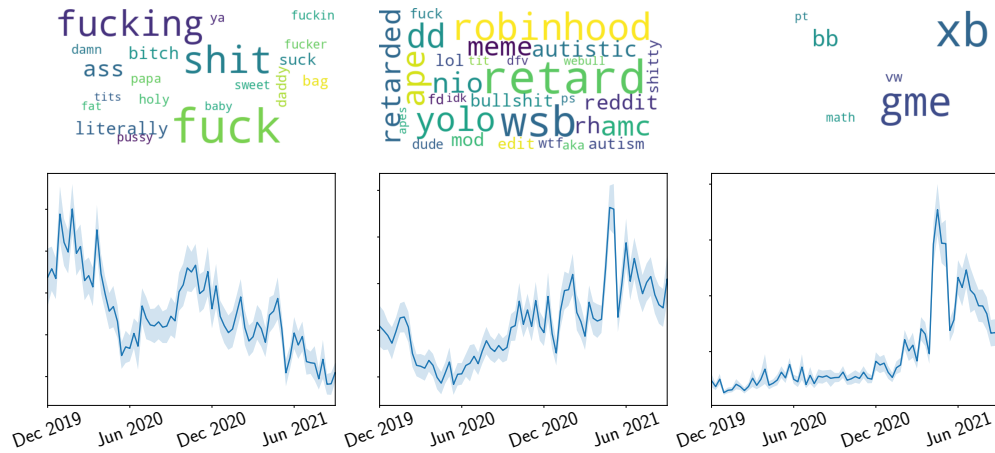 fucking ya fuckin
damn bitch shit fucker
ass suck
papa sweet daddy bag
tits holy baby
fat fuck
literally
pussy
retarded fuck robinhood
dd meme autistic
ape lol tit dfv webull shitty
nio retard
fd idk bullshit ps reddit
apes yolo wsb rh amc
dude mod edit wtf aka autism
pt
bb xb
vw
gme
math
Dec 2019 Jun 2020 Dec 2020 Jun 2021
Dec 2019 Jun 2020 Dec 2020 Jun 2021
Dec 2019 Jun 2020 Dec 2020 Jun 2021